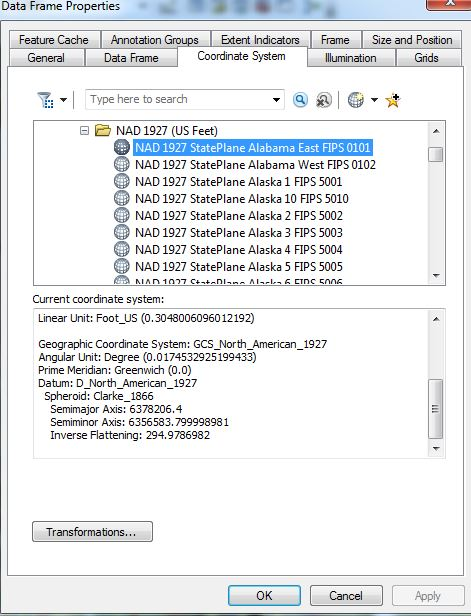 Data Frame Properties
X
Feature Cache Annotation Groups Extent Indicators Frame Size and Position
General Data Frame Coordinate System Illumination Grids
Type here to search
NAD 1927 (US Feet)
NAD 1927 StatePlane Alabama East FIPS 0101
NAD 1927 StatePlane Alabama West FIPS 0102
NAD 1927 StatePlane Alaska 1 FIPS 5001
NAD 1927 StatePlane Alaska 10 FIPS 5010
NAD 1927 StatePlane Alaska 2 FIPS 5002
NAD 1927 StatePlane Alaska 3 FIPS 5003
NAD 1927 StatePlane Alaska 4 FIPS 5004
NAD 1927 StatePlane Alaska 5 FIPS 5005
NAD 1927 StatePlane Alaska 6 FIPS 5006
Current coordinate system:
Linear Unit: Foot_US (0.3048006096012192)
Geographic Coordinate System: GCS_North_American_1927
Angular Unit: Degree (0.0174532925199433)
Prime Meridian: Greenwich (0.0)
Datum: D_North_American_1927
Spheroid: Clarke_1866
Semimajor Axis: 6378206.4
Semiminor Axis: 6356583.799998981
Inverse Flattening: 294.9786982
Transformations...
OK Cancel Apply